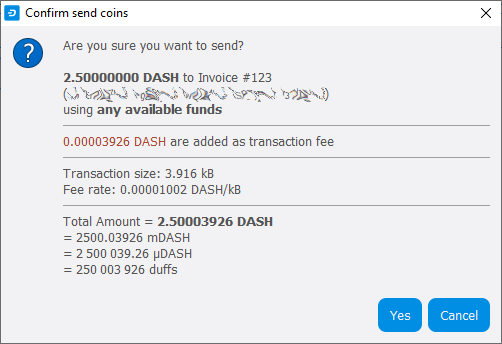 Confirm send coins
Are you sure you want to send?
2.50000000 DASH to Invoice #123
using any available funds
0.00003926 DASH are added as transaction fee
Transaction size: 3.916 kB
Fee rate: 0.00001002 DASH/kB
Total Amount = 2.50003926 DASH
= 2500.03926 mDASH
= 2 500 039.26 µDASH
= 250 003 926 duffs
Yes
Cancel